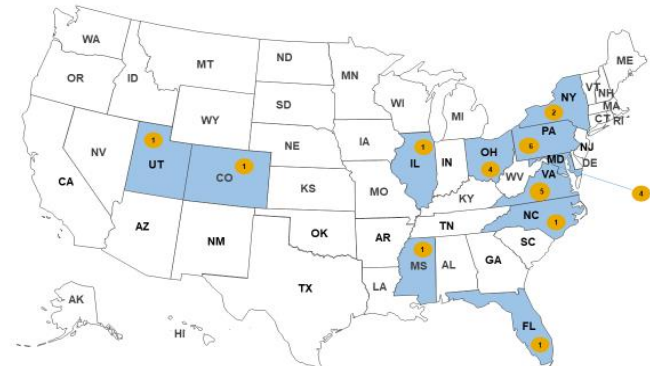 WA
ME
ND
MT
MN
VT
OR
NH
ID
NY
SD
WI
MA
2
MI
CT RI
WY
PA
1
IA
1
6
NJ
OH
NE
1
NV
IL
IN
MD
DE
UT
4
CO
WV
VA
KS
MO
5
4
CA
KY
NC
1
TN
OK
AZ
AR
SC
NM
1
MS
AL
GA
TX
LA
AK
FL
HI
1